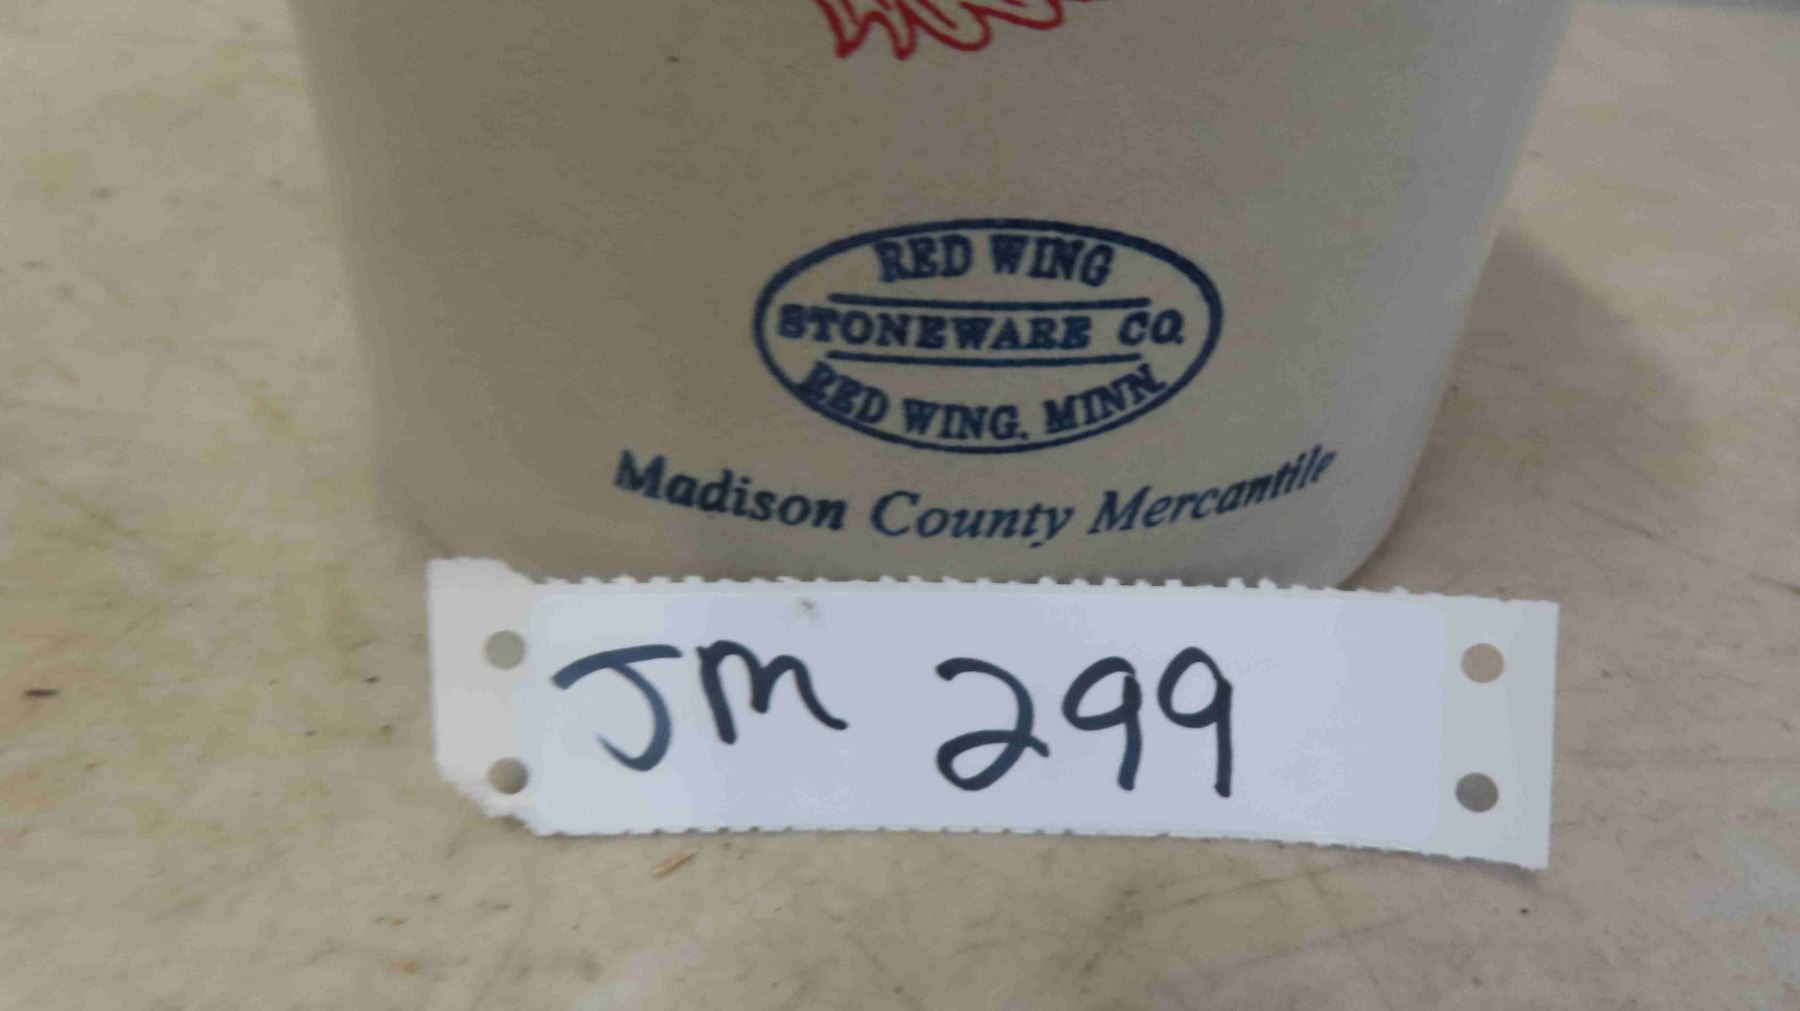 RED WING
STONEWARE CO.
RED WING, MINN.
Madison County Mercantile
JM 299